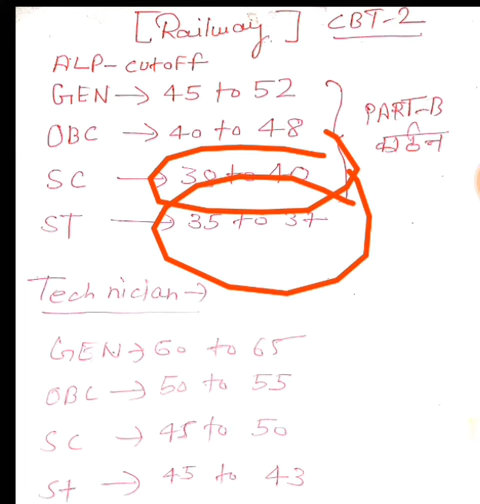 [Railway] CBT-2
ALP-cutoff
GEN→ 45 to 52
OBC → 40 to 48
PART-B
कठिन
SC → 30 to 40
ST → 35 to 37
Technician→
GEN→ 60 to 65
OBC → 50 to 55
SC → 45 to 50
St → 45 to 43